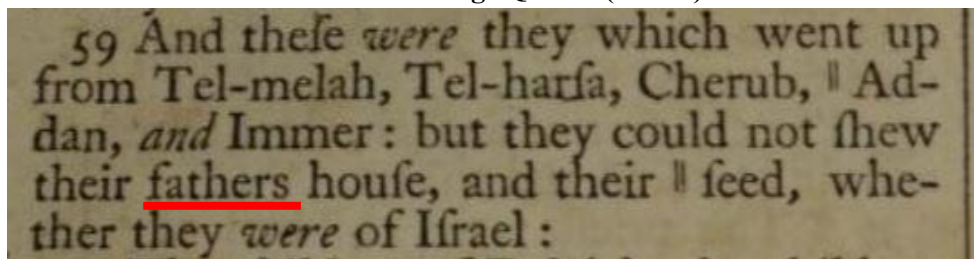 59 And theſe were they which went up
from Tel-melah, Tel-harſa, Cherub, ‖ Ad-
dan, and Immer: but they could not ſhew
their fathers houſe, and their ‖ ſeed, whe-
ther they were of Iſrael: